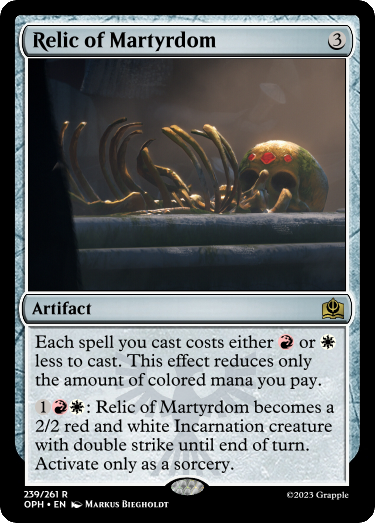 Relic of Martyrdom 3
Artifact
Each spell you cast costs either or
less to cast. This effect reduces only
the amount of colored mana you pay.
1 : Relic of Martyrdom becomes a
2/2 red and white Incarnation creature
with double strike until end of turn.
Activate only as a sorcery.
239/261 R
OPH • EN Markus Biegholdt ©2023 Grapple